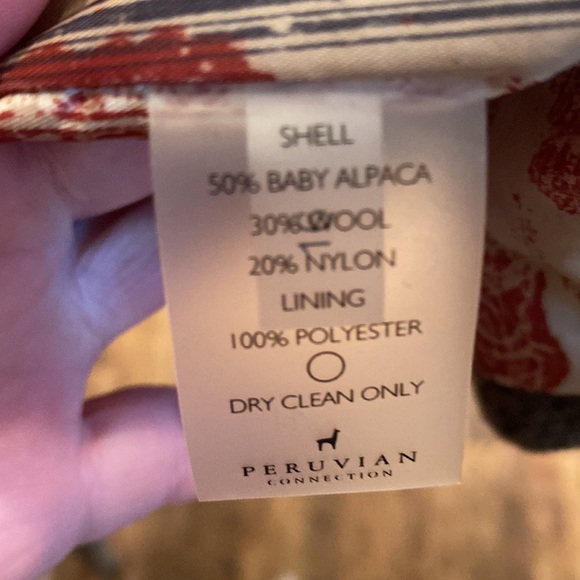 SHELL
50% BABY ALPACA
30% WOOL
20% NYLON
LINING
100% POLYESTER
DRY CLEAN ONLY
PERUVIAN
CONNECTION